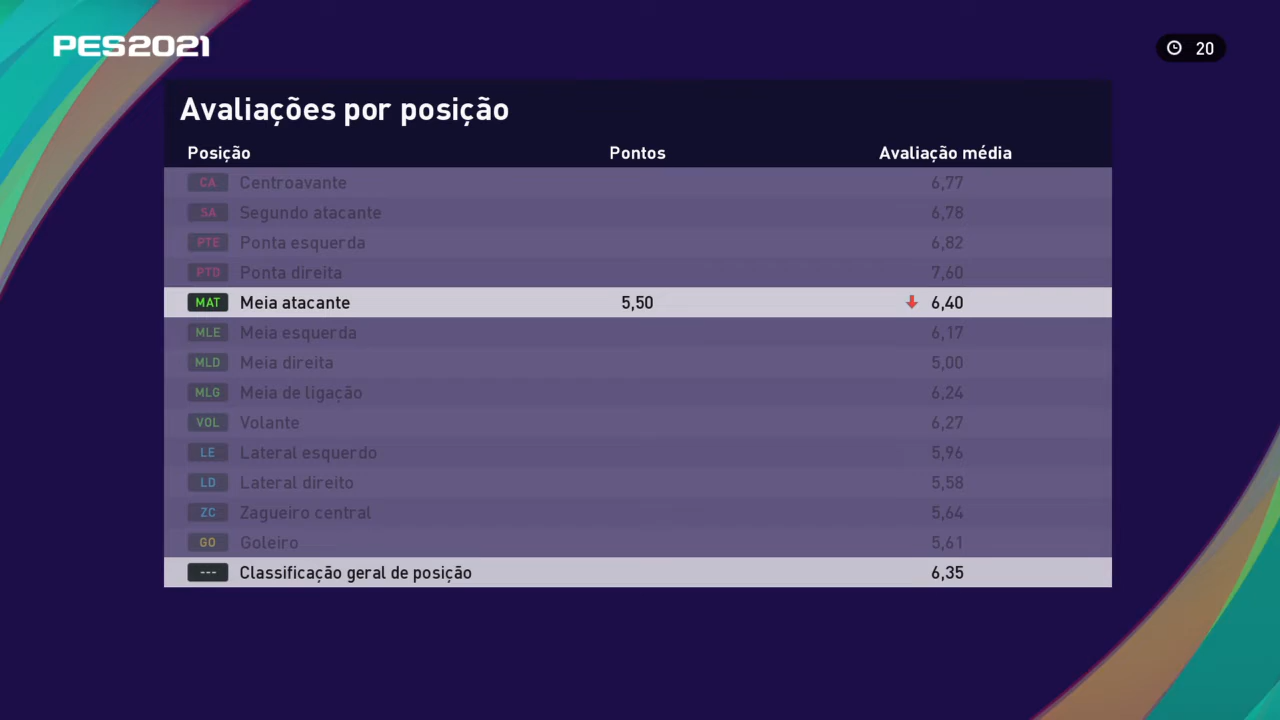 PES2021
20
Avaliações por posição
Posição Pontos Avaliação média
CA Centroavante 6,77
SA Segundo atacante 6,78
PTE Ponta esquerda 6,82
PTD Ponta direita 7,60
MAT Meia atacante 5,50 6,40
MLE Meia esquerda 6,17
MLD Meia direita 5,00
MLG Meia de ligação 6,24
VOL Volante 6,27
LE Lateral esquerdo 5,96
LD Lateral direito 5,58
ZC Zagueiro central 5,64
GO Goleiro 5,61
--- Classificação geral de posição 6,35